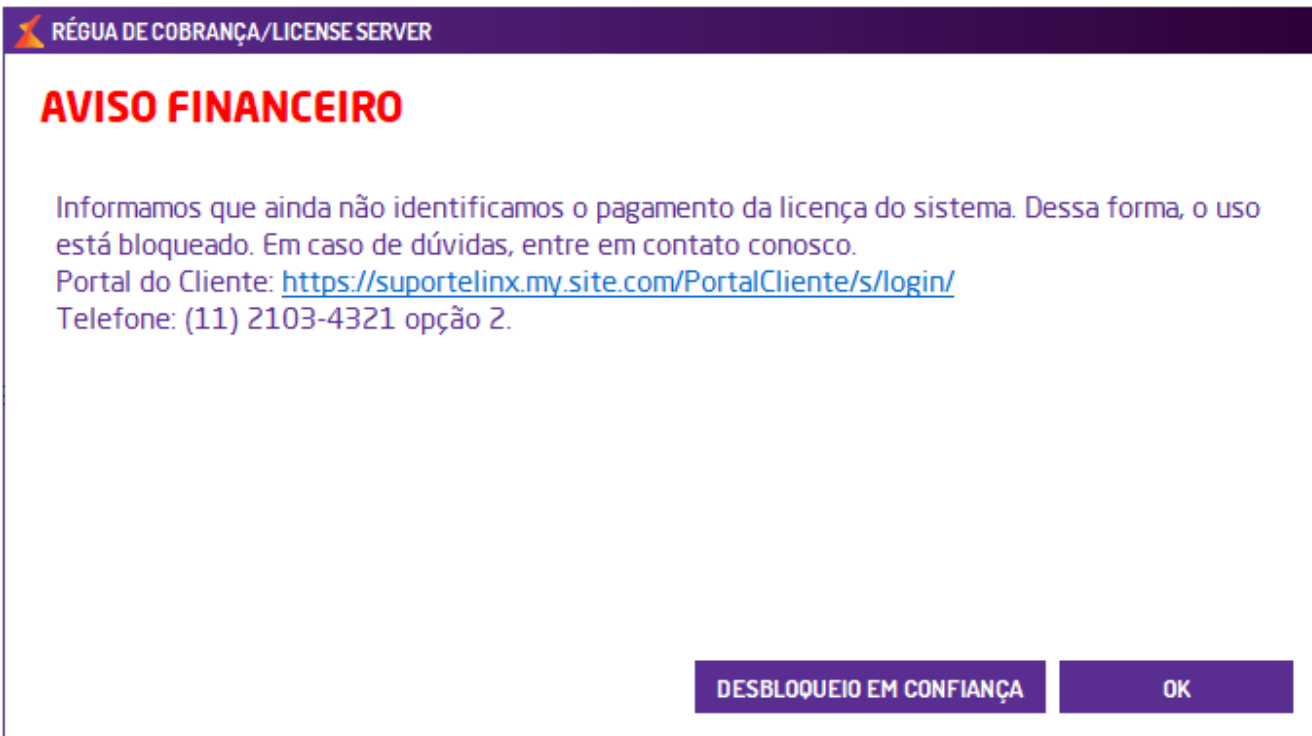 RÉGUA DE COBRANÇA/LICENSE SERVER
AVISO FINANCEIRO
Informamos que ainda não identificamos o pagamento da licença do sistema. Dessa forma, o uso
está bloqueado. Em caso de dúvidas, entre em contato conosco.
Portal do Cliente: https://suportelinx.my.site.com/PortalCliente/s/login/
Telefone: (11) 2103-4321 opção 2.
DESBLOQUEIO EM CONFIANÇA
OK